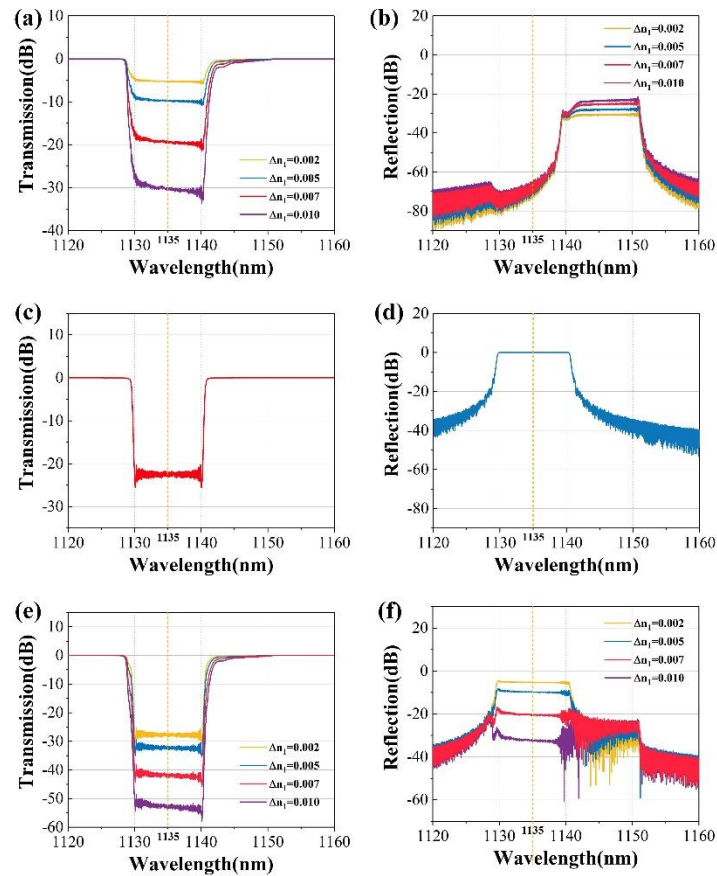 (a)
10
0
-10
-20
-30
-40
Transmission(dB)
Δn₁=0.002
Δn₁=0.005
Δn₁=0.007
Δn₁=0.010
1120 1130 1135 1140 1150 1160
Wavelength(nm)
(b)
20
0
-20
-40
-60
-80
Reflection(dB)
Δn₁=0.002
Δn₁=0.005
Δn₁=0.007
Δn₁=0.010
1120 1130 1135 1140 1150 1160
Wavelength(nm)
(c)
10
0
-10
-20
-30
Transmission(dB)
1120 1130 1135 1140 1150 1160
Wavelength(nm)
(d)
20
0
-20
-40
-60
-80
Reflection(dB)
1120 1130 1135 1140 1150 1160
Wavelength(nm)
(e)
10
0
-10
-20
-30
-40
-50
-60
Transmission(dB)
Δn₁=0.002
Δn₁=0.005
Δn₁=0.007
Δn₁=0.010
1120 1130 1135 1140 1150 1160
Wavelength(nm)
(f)
20
0
-20
-40
-60
Reflection(dB)
Δn₁=0.002
Δn₁=0.005
Δn₁=0.007
Δn₁=0.010
1120 1130 1135 1140 1150 1160
Wavelength(nm)